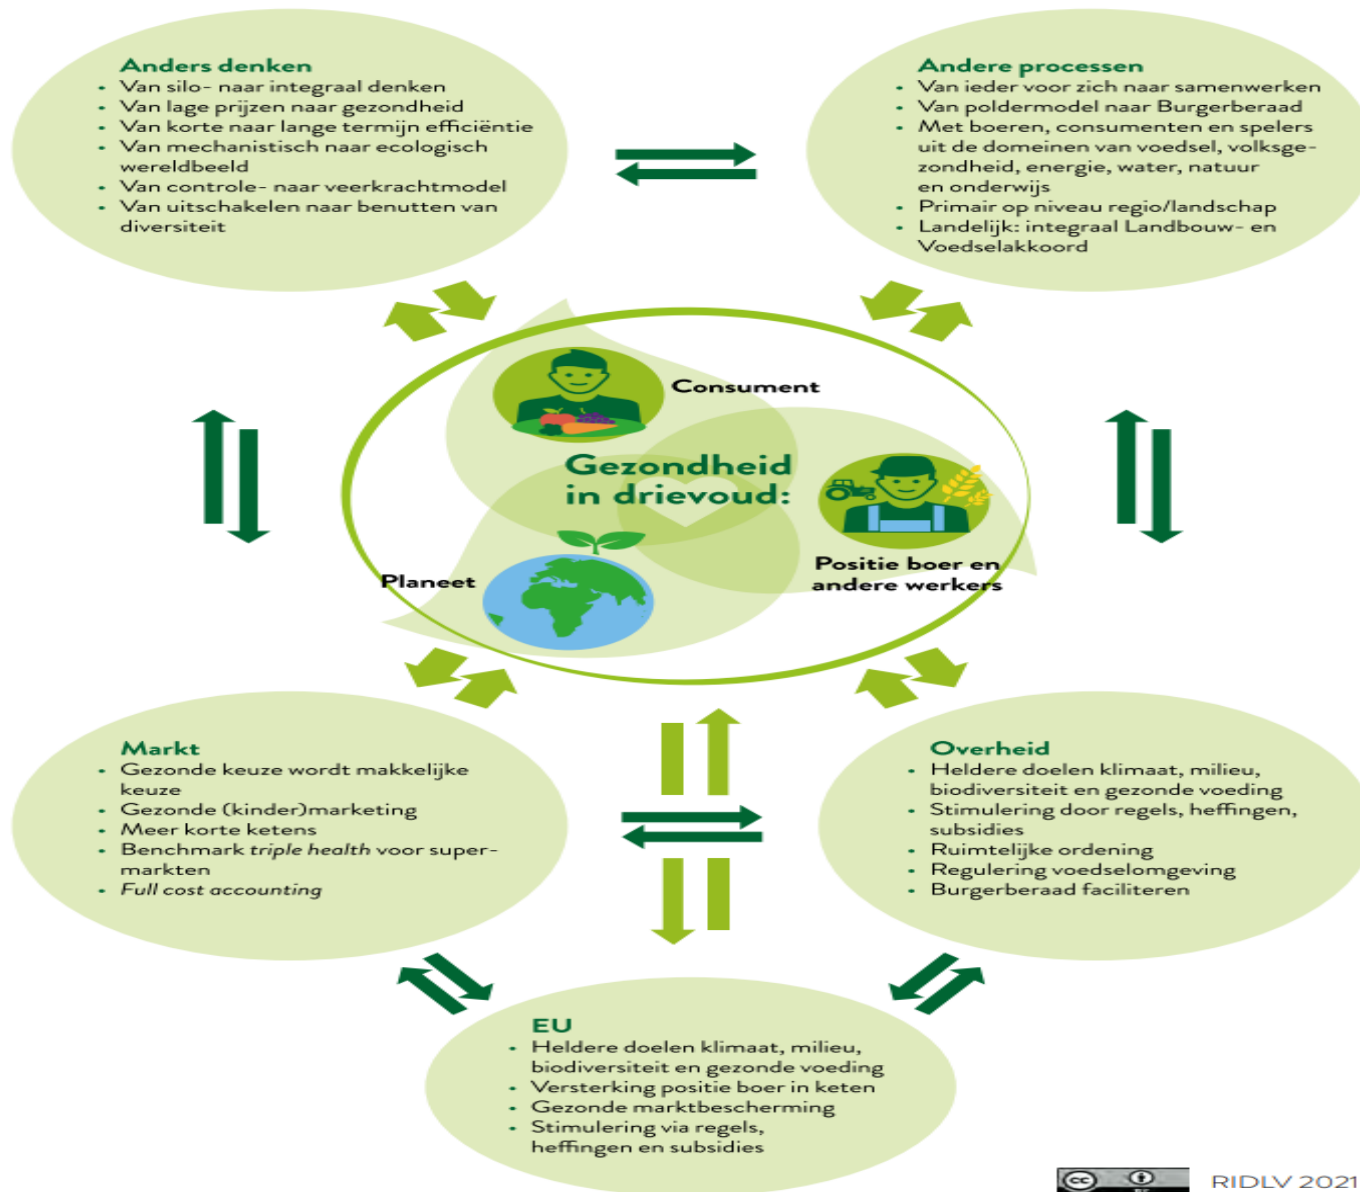 Anders denken
• Van silo- naar integraal denken
• Van lage prijzen naar gezondheid
• Van korte naar lange termijn efficiëntie
• Van mechanistisch naar ecologisch
wereldbeeld
• Van controle- naar veerkrachtmodel
• Van uitschakelen naar benutten van
diversiteit
Andere processen
• Van ieder voor zich naar samenwerken
• Van poldermodel naar Burgerberaad
• Met boeren, consumenten en spelers
uit de domeinen van voedsel, volksge-
zondheid, energie, water, natuur
en onderwijs
• Primair op niveau regio/landschap
• Landelijk: integraal Landbouw- en
Voedselakkoord
Consument
Gezondheid
in drievoud:
Positie boer en
andere werkers
Planeet
Markt
• Gezonde keuze wordt makkelijke
keuze
• Gezonde (kinder)marketing
• Meer korte ketens
• Benchmark triple health voor super-
markten
• Full cost accounting
Overheid
• Heldere doelen klimaat, milieu,
biodiversiteit en gezonde voeding
• Stimulering door regels, heffingen,
subsidies
• Ruimtelijke ordening
• Regulering voedselomgeving
• Burgerberaad faciliteren
EU
• Heldere doelen klimaat, milieu,
biodiversiteit en gezonde voeding
• Versterking positie boer in keten
• Gezonde marktbescherming
• Stimulering via regels,
heffingen en subsidies
cc
RIDLV 2021